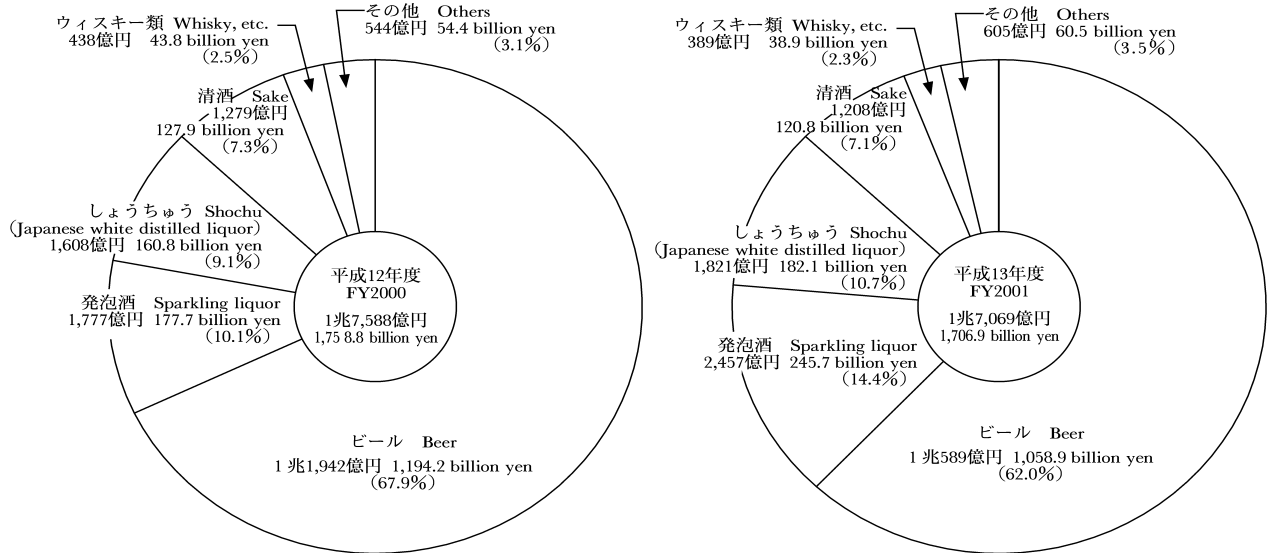 ウィスキー類 Whisky, etc.
438億円 43.8 billion yen
(2.5%)
その他 Others
544億円 54.4 billion yen
(3.1%)
清酒 Sake
1,279億円
127.9 billion yen
(7.3%)
しょうちゅう Shochu
(Japanese white distilled liquor)
1,608億円 160.8 billion yen
(9.1%)
発泡酒 Sparkling liquor
1,777億円 177.7 billion yen
(10.1%)
平成12年度
FY2000
1兆7,588億円
1,75 8.8 billion yen
ビール Beer
1 兆1,942億円 1,194.2 billion yen
(67.9%)
ウィスキー類 Whisky, etc.
389億円 38.9 billion yen
(2.3%)
その他 Others
605億円 60.5 billion yen
(3.5%)
清酒 Sake
1,208億円
120.8 billion yen
(7.1%)
しょうちゅう Shochu
(Japanese white distilled liquor)
1,821億円 182.1 billion yen
(10.7%)
発泡酒 Sparkling liquor
2,457億円 245.7 billion yen
(14.4%)
平成13年度
FY2001
1兆7,069億円
1,706.9 billion yen
ビール Beer
1 兆589億円 1,058.9 billion yen
(62.0%)